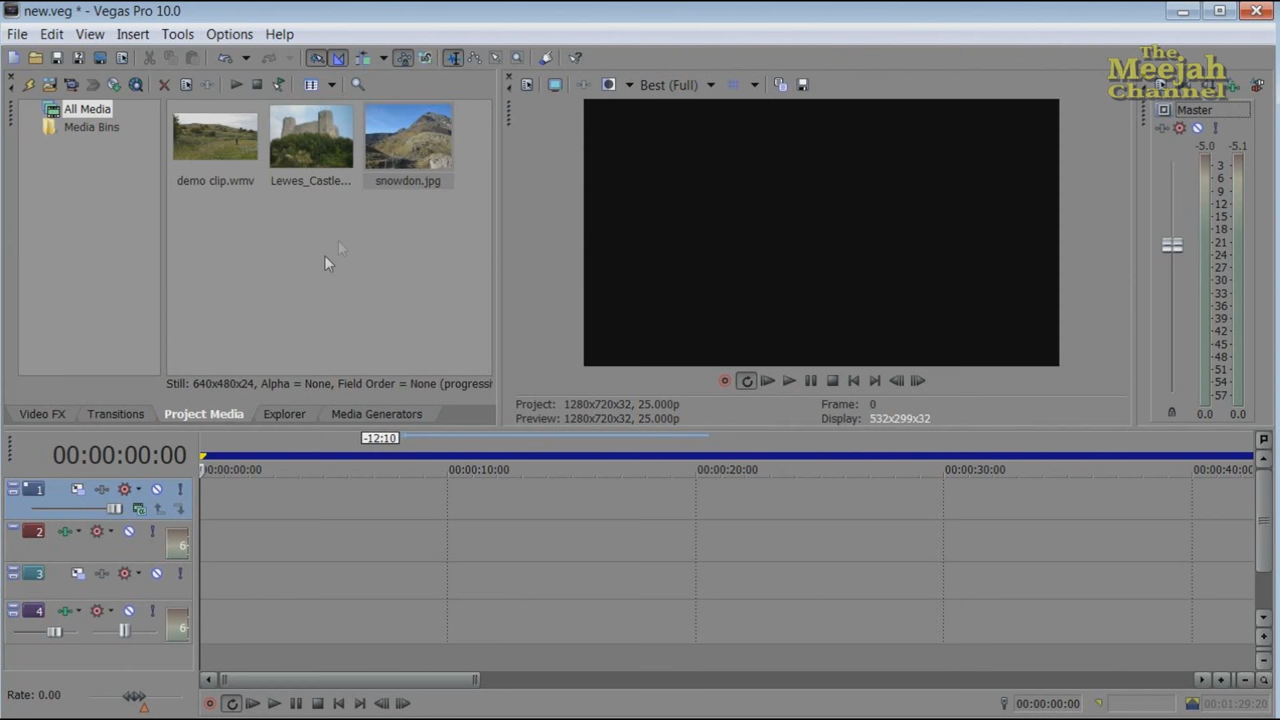 new.veg * - Vegas Pro 10.0
File Edit View Insert Tools Options Help
The
Meejah
Channel
Best (Full)
All Media
Media Bins
demo clip.wmv
Lewes_Castle...
snowdon.jpg
Still: 640x480x24, Alpha = None, Field Order = None (progressi
Video FX Transitions Project Media Explorer Media Generators
Project: 1280x720x32, 25.000p
Preview: 1280x720x32, 25.000p
Frame: 0
Display: 532x299x32
Master
-5.0 -5.1
3
6
9
12
15
18
21
24
27
30
33
36
39
42
45
48
51
54
57
0.0 0.0
-12:10
00:00:00:00
00:00:00:00 00:00:10:00 00:00:20:00 00:00:30:00 00:00:40:00
1
2
6
3
4
6
Rate: 0.00
00:00:00:00
00:01:29:20